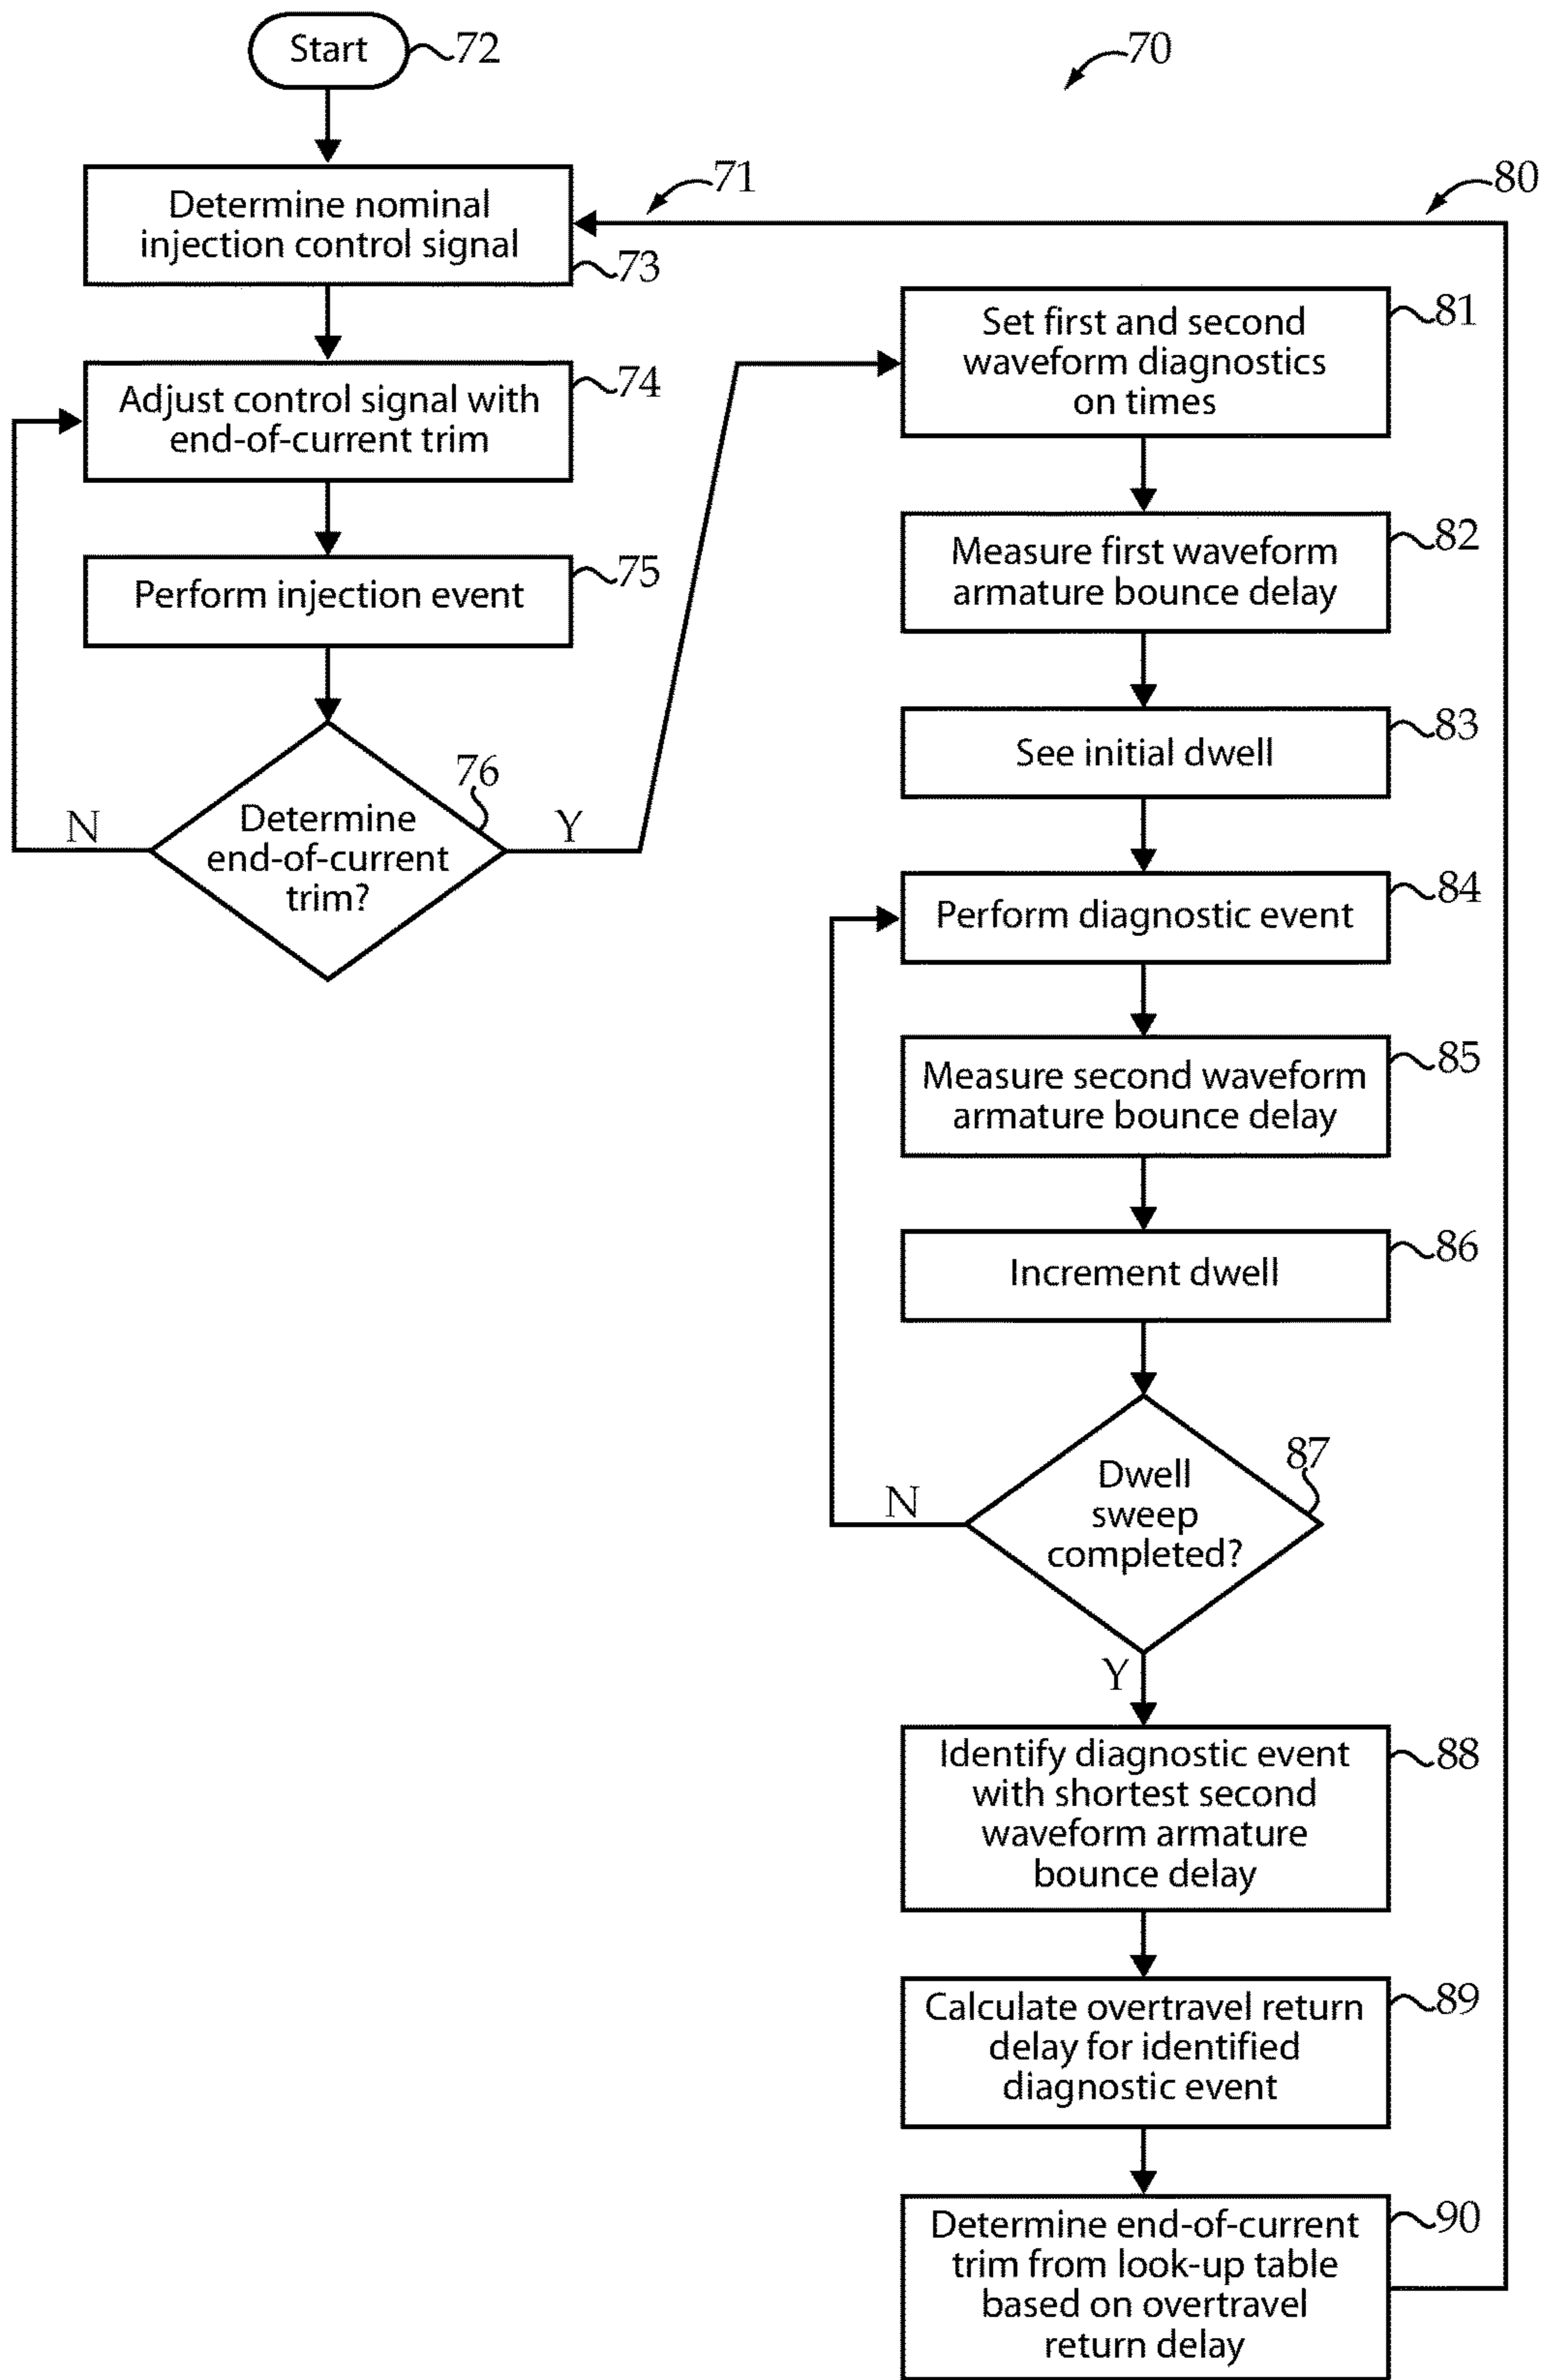 Start
72
70
71
80
Determine nominal
injection control signal
73
Adjust control signal with
end-of-current trim
74
Perform injection event
75
76
Determine
end-of-current
trim?
N
Y
Set first and second
waveform diagnostics
on times
81
Measure first waveform
armature bounce delay
82
See initial dwell
83
Perform diagnostic event
84
Measure second waveform
armature bounce delay
85
Increment dwell
86
Dwell
sweep
completed?
87
N
Y
Identify diagnostic event
with shortest second
waveform armature
bounce delay
88
Calculate overtravel return
delay for identified
diagnostic event
89
Determine end-of-current
trim from look-up table
based on overtravel
return delay
90